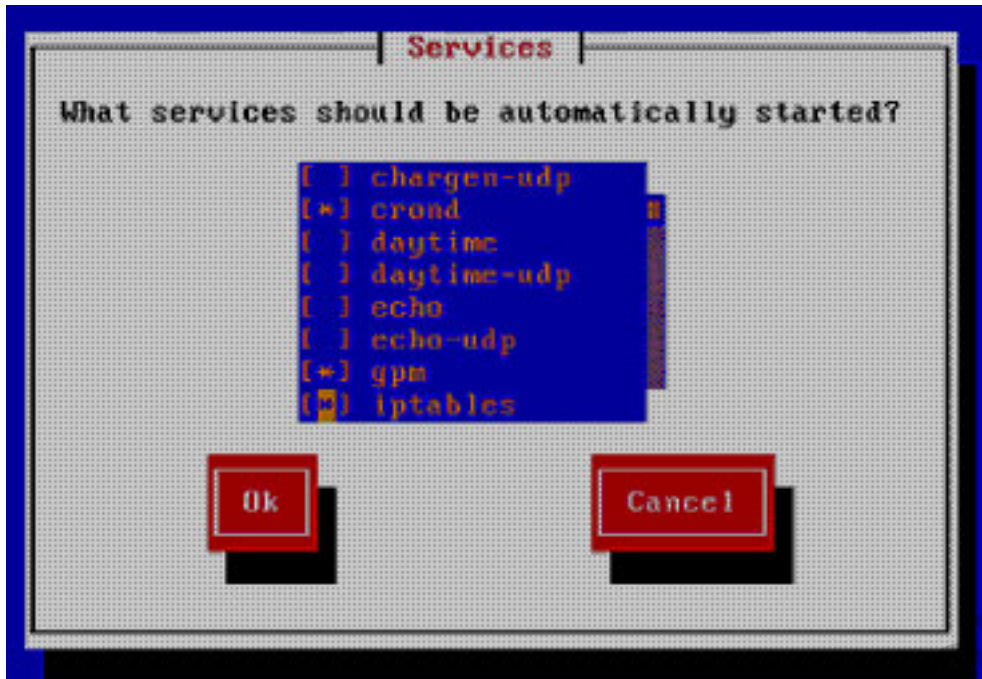 Services
What services should be automatically started?
[ ] chargen-udp
[*] crond
[ ] daytime
[ ] daytime-udp
[ ] echo
[ ] echo-udp
[*] gpm
[*] iptables
Ok
Cancel